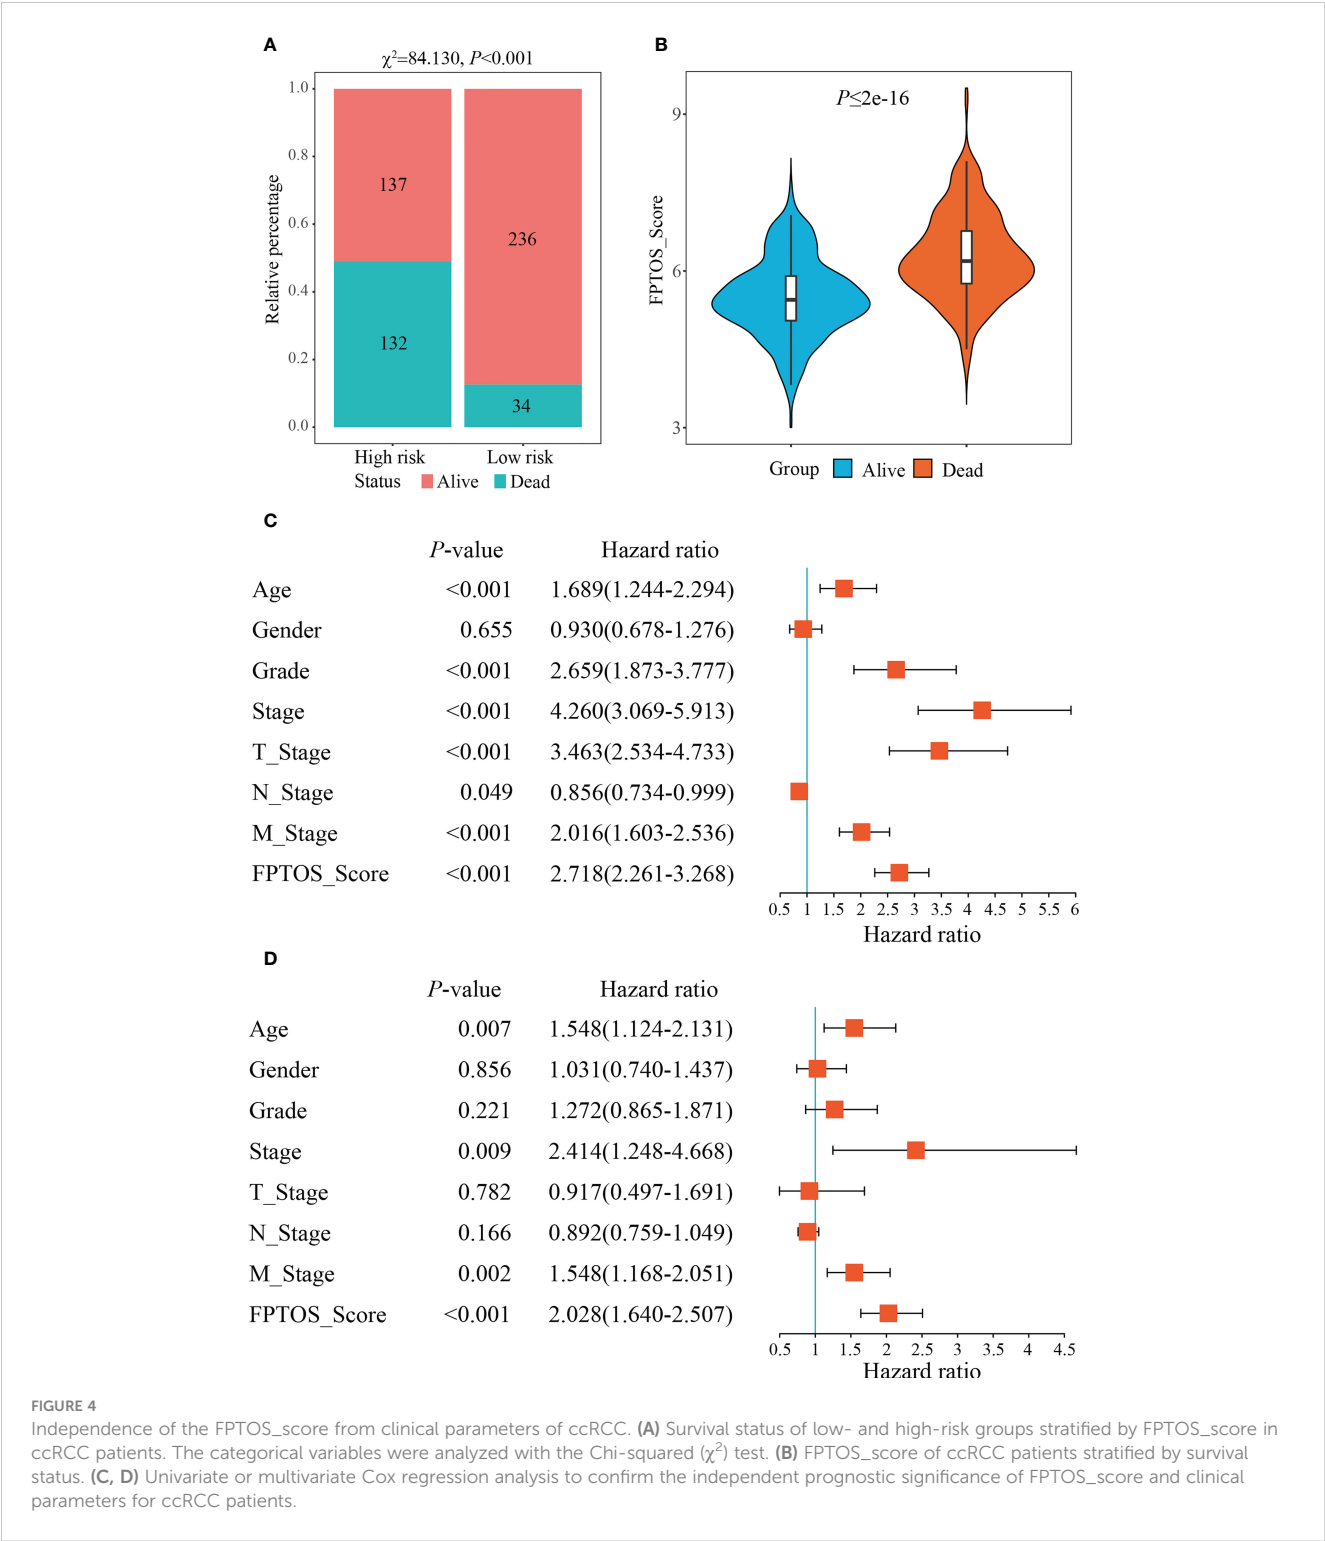 A
χ²=84.130, P<0.001
1.0
0.8
0.6
0.4
0.2
0.0
Relative percentage
137
132
236
34
High risk Low risk
Status Alive Dead
B
P≤2e-16
9
6
3
FPTOS_Score
Group Alive Dead
C
P-value Hazard ratio
Age <0.001 1.689(1.244-2.294)
Gender 0.655 0.930(0.678-1.276)
Grade <0.001 2.659(1.873-3.777)
Stage <0.001 4.260(3.069-5.913)
T_Stage <0.001 3.463(2.534-4.733)
N_Stage 0.049 0.856(0.734-0.999)
M_Stage <0.001 2.016(1.603-2.536)
FPTOS_Score <0.001 2.718(2.261-3.268)
0.5 1 1.5 2 2.5 3 3.5 4 4.5 5 5.5 6
Hazard ratio
D
P-value Hazard ratio
Age 0.007 1.548(1.124-2.131)
Gender 0.856 1.031(0.740-1.437)
Grade 0.221 1.272(0.865-1.871)
Stage 0.009 2.414(1.248-4.668)
T_Stage 0.782 0.917(0.497-1.691)
N_Stage 0.166 0.892(0.759-1.049)
M_Stage 0.002 1.548(1.168-2.051)
FPTOS_Score <0.001 2.028(1.640-2.507)
0.5 1 1.5 2 2.5 3 3.5 4 4.5
Hazard ratio
FIGURE 4
Independence of the FPTOS_score from clinical parameters of ccRCC. (A) Survival status of low- and high-risk groups stratified by FPTOS_score in
ccRCC patients. The categorical variables were analyzed with the Chi-squared (χ²) test. (B) FPTOS_score of ccRCC patients stratified by survival
status. (C, D) Univariate or multivariate Cox regression analysis to confirm the independent prognostic significance of FPTOS_score and clinical
parameters for ccRCC patients.